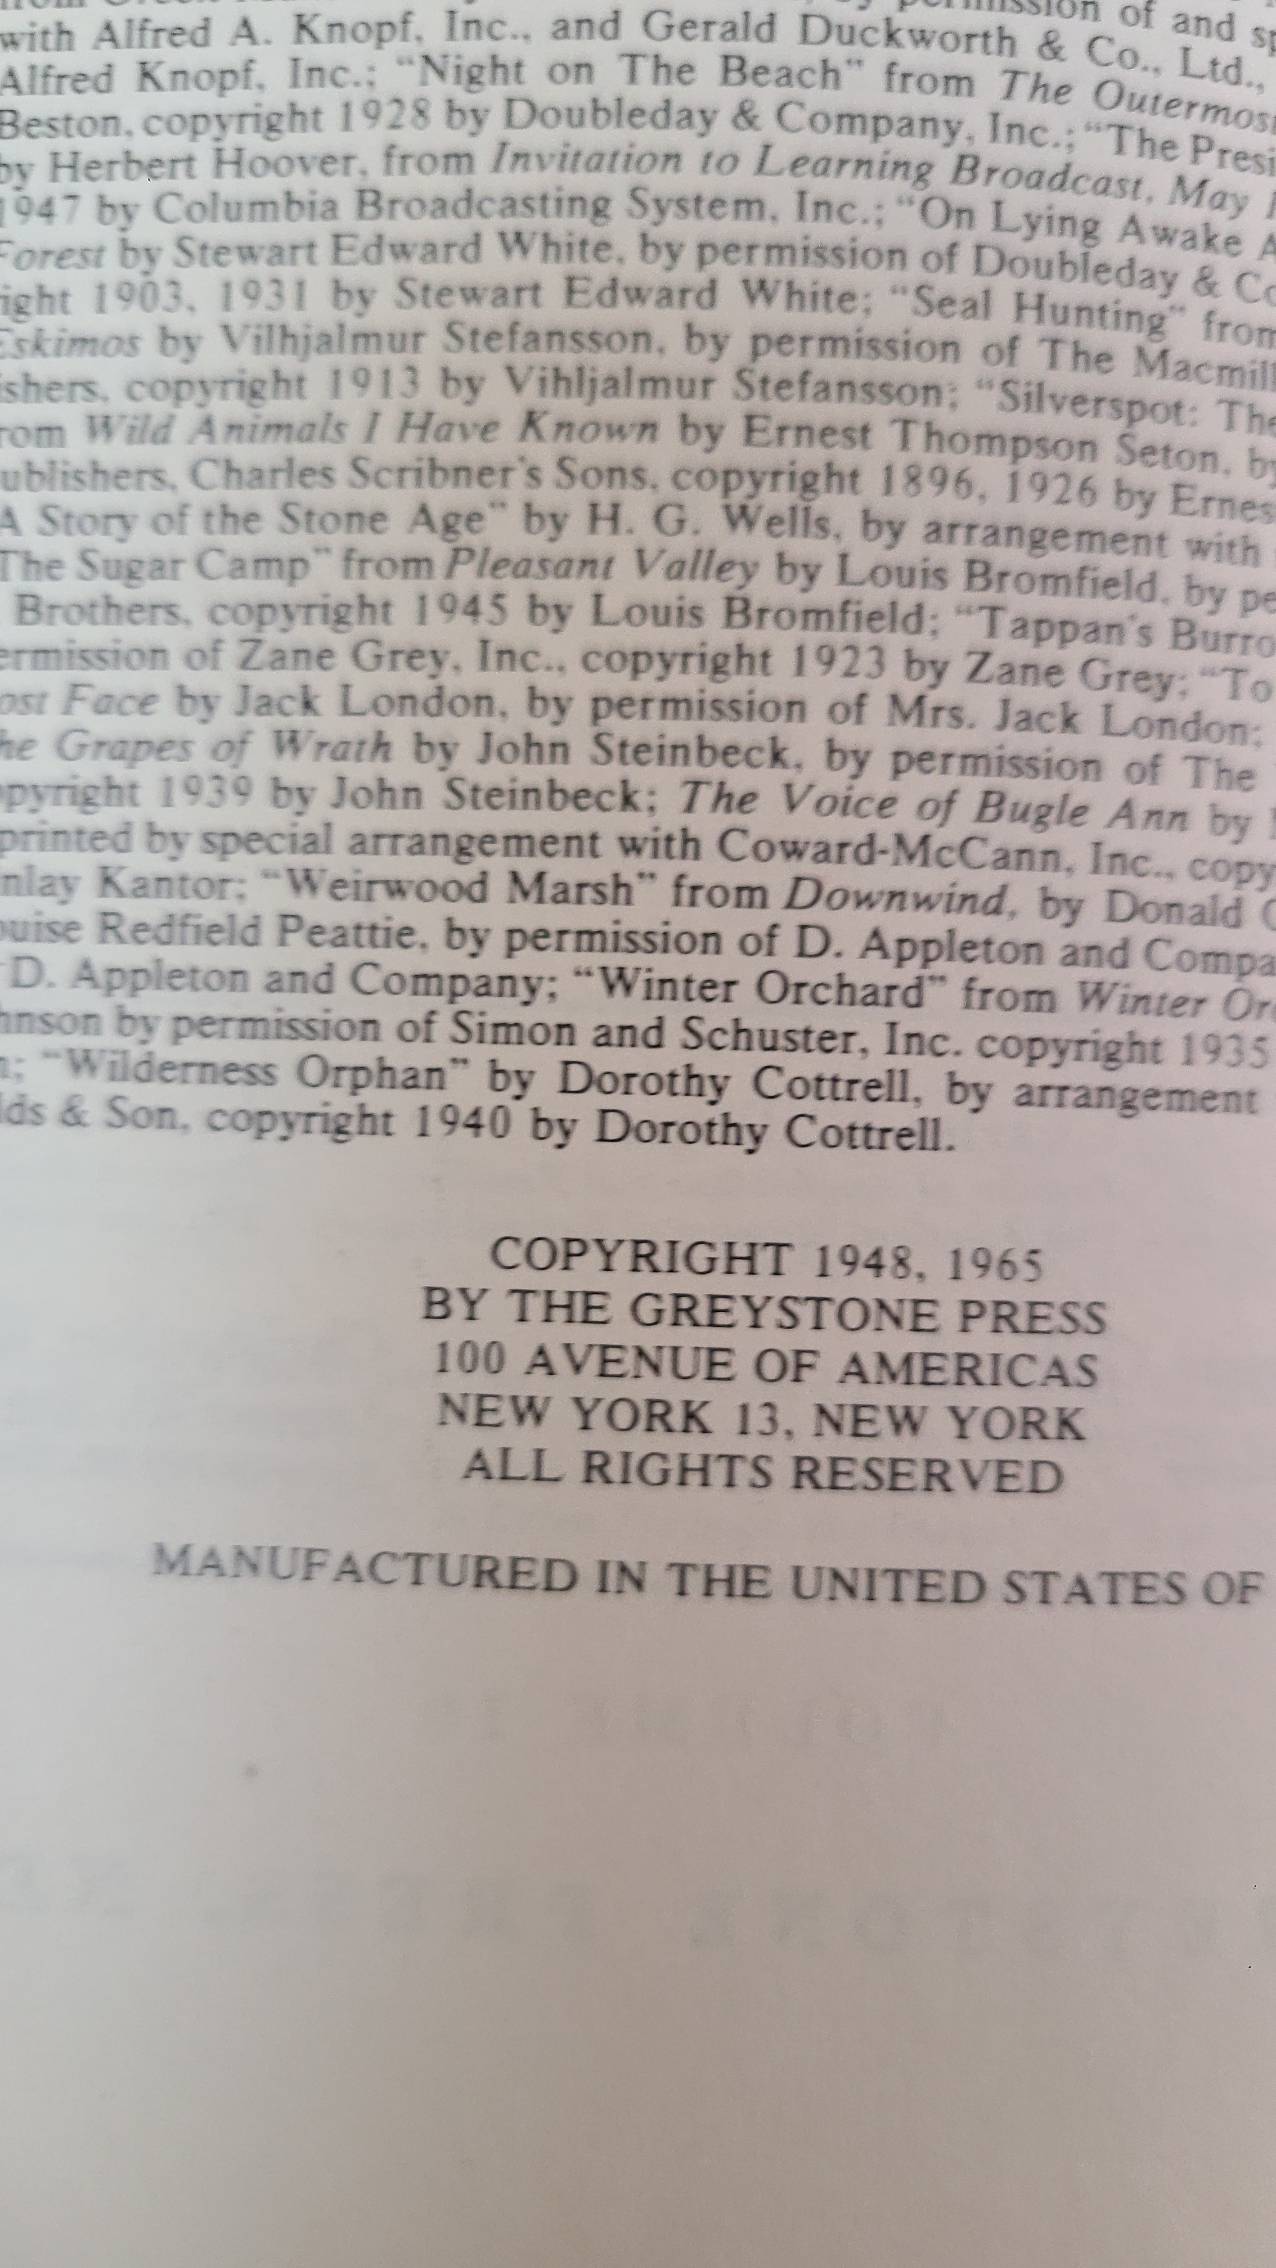 permission of and
with Alfred A. Knopf, Inc., and Gerald Duckworth & Co., Ltd.,
Alfred Knopf, Inc.; "Night on The Beach" from The Outermost
Beston, copyright 1928 by Doubleday & Company, Inc.; "The Presi
by Herbert Hoover, from Invitation to Learning Broadcast, May
1947 by Columbia Broadcasting System, Inc.; "On Lying Awake A
Forest by Stewart Edward White, by permission of Doubleday & Co
ight 1903, 1931 by Stewart Edward White; "Seal Hunting" from
Eskimos by Vilhjalmur Stefansson, by permission of The Macmill
ishers, copyright 1913 by Vihljalmur Stefansson; "Silverspot: The
rom Wild Animals I Have Known by Ernest Thompson Seton, by
ublishers, Charles Scribner's Sons, copyright 1896, 1926 by Ernes
A Story of the Stone Age" by H. G. Wells, by arrangement with
The Sugar Camp" from Pleasant Valley by Louis Bromfield, by pe
Brothers, copyright 1945 by Louis Bromfield; "Tappan's Burro
ermission of Zane Grey, Inc., copyright 1923 by Zane Grey; "To
ost Face by Jack London, by permission of Mrs. Jack London;
he Grapes of Wrath by John Steinbeck, by permission of The
opyright 1939 by John Steinbeck; The Voice of Bugle Ann by
printed by special arrangement with Coward-McCann, Inc., copy
nlay Kantor; "Weirwood Marsh" from Downwind, by Donald
ouise Redfield Peattie, by permission of D. Appleton and Compa
D. Appleton and Company; "Winter Orchard" from Winter Or
hnson by permission of Simon and Schuster, Inc. copyright 1935
n; "Wilderness Orphan" by Dorothy Cottrell, by arrangement
lds & Son, copyright 1940 by Dorothy Cottrell.
COPYRIGHT 1948, 1965
BY THE GREYSTONE PRESS
100 AVENUE OF AMERICAS
NEW YORK 13, NEW YORK
ALL RIGHTS RESERVED
MANUFACTURED IN THE UNITED STATES OF